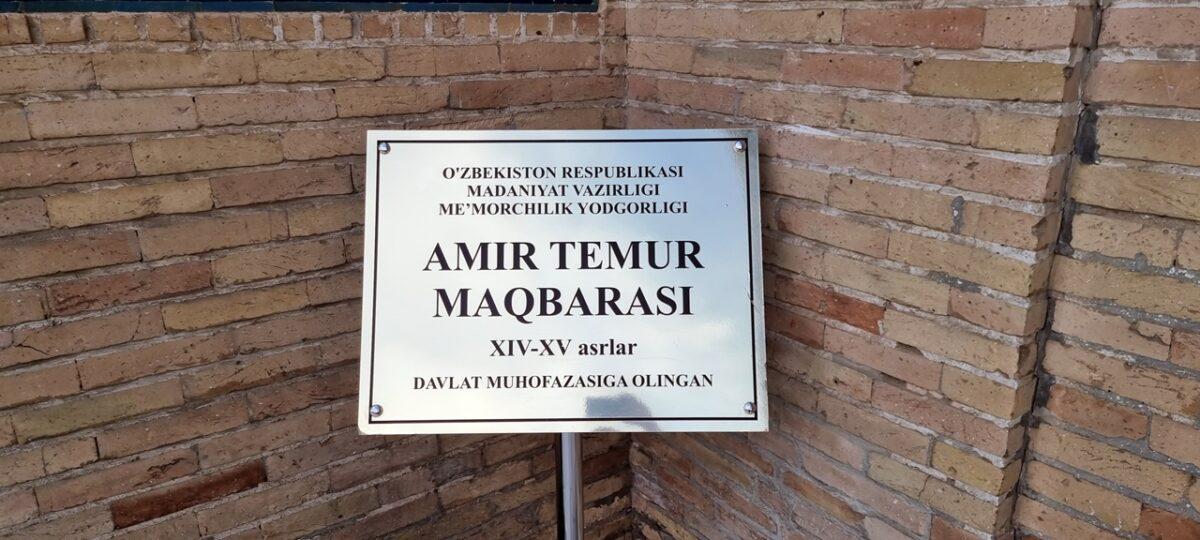 O'ZBEKISTON RESPUBLIKASI
MADANIYAT VAZIRLIGI
ME’MORCHILIK YODGORLIGI
AMIR TEMUR
MAQBARASI
XIV-XV asrlar
DAVLAT MUHOFAZASIGA OLINGAN